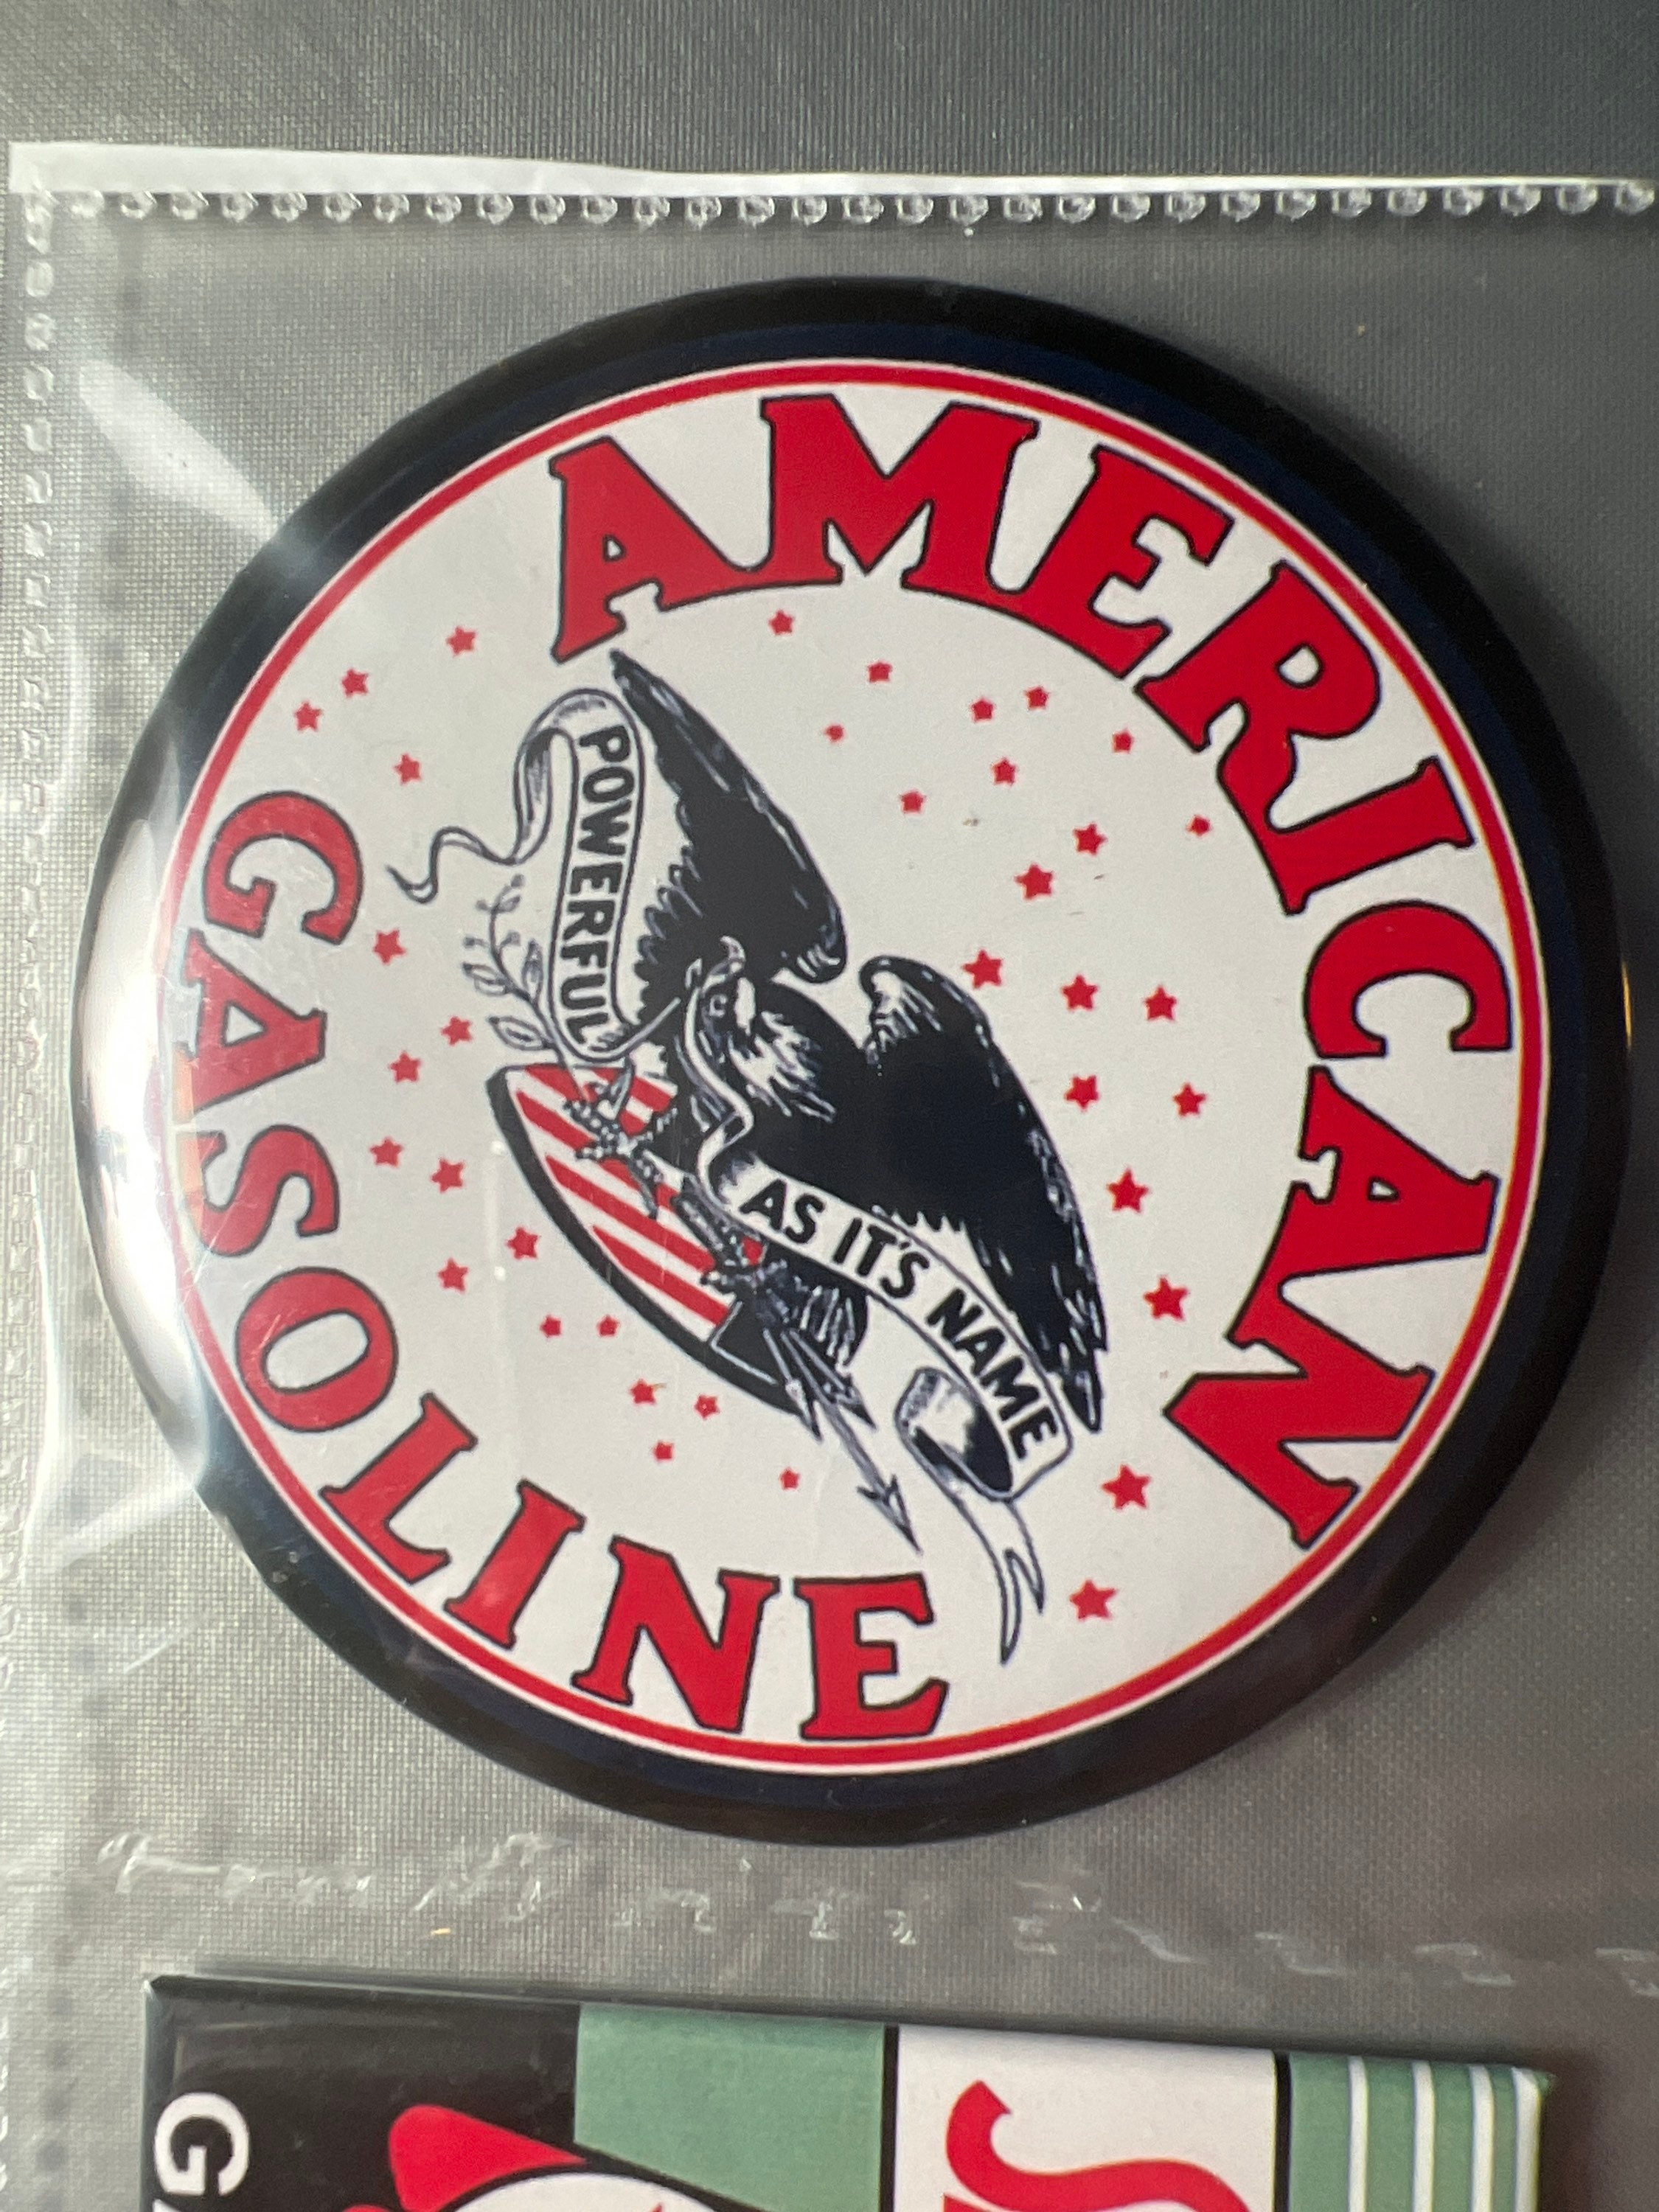 AMERICAN
POWERFUL
AS IT'S NAME
GASOLINE